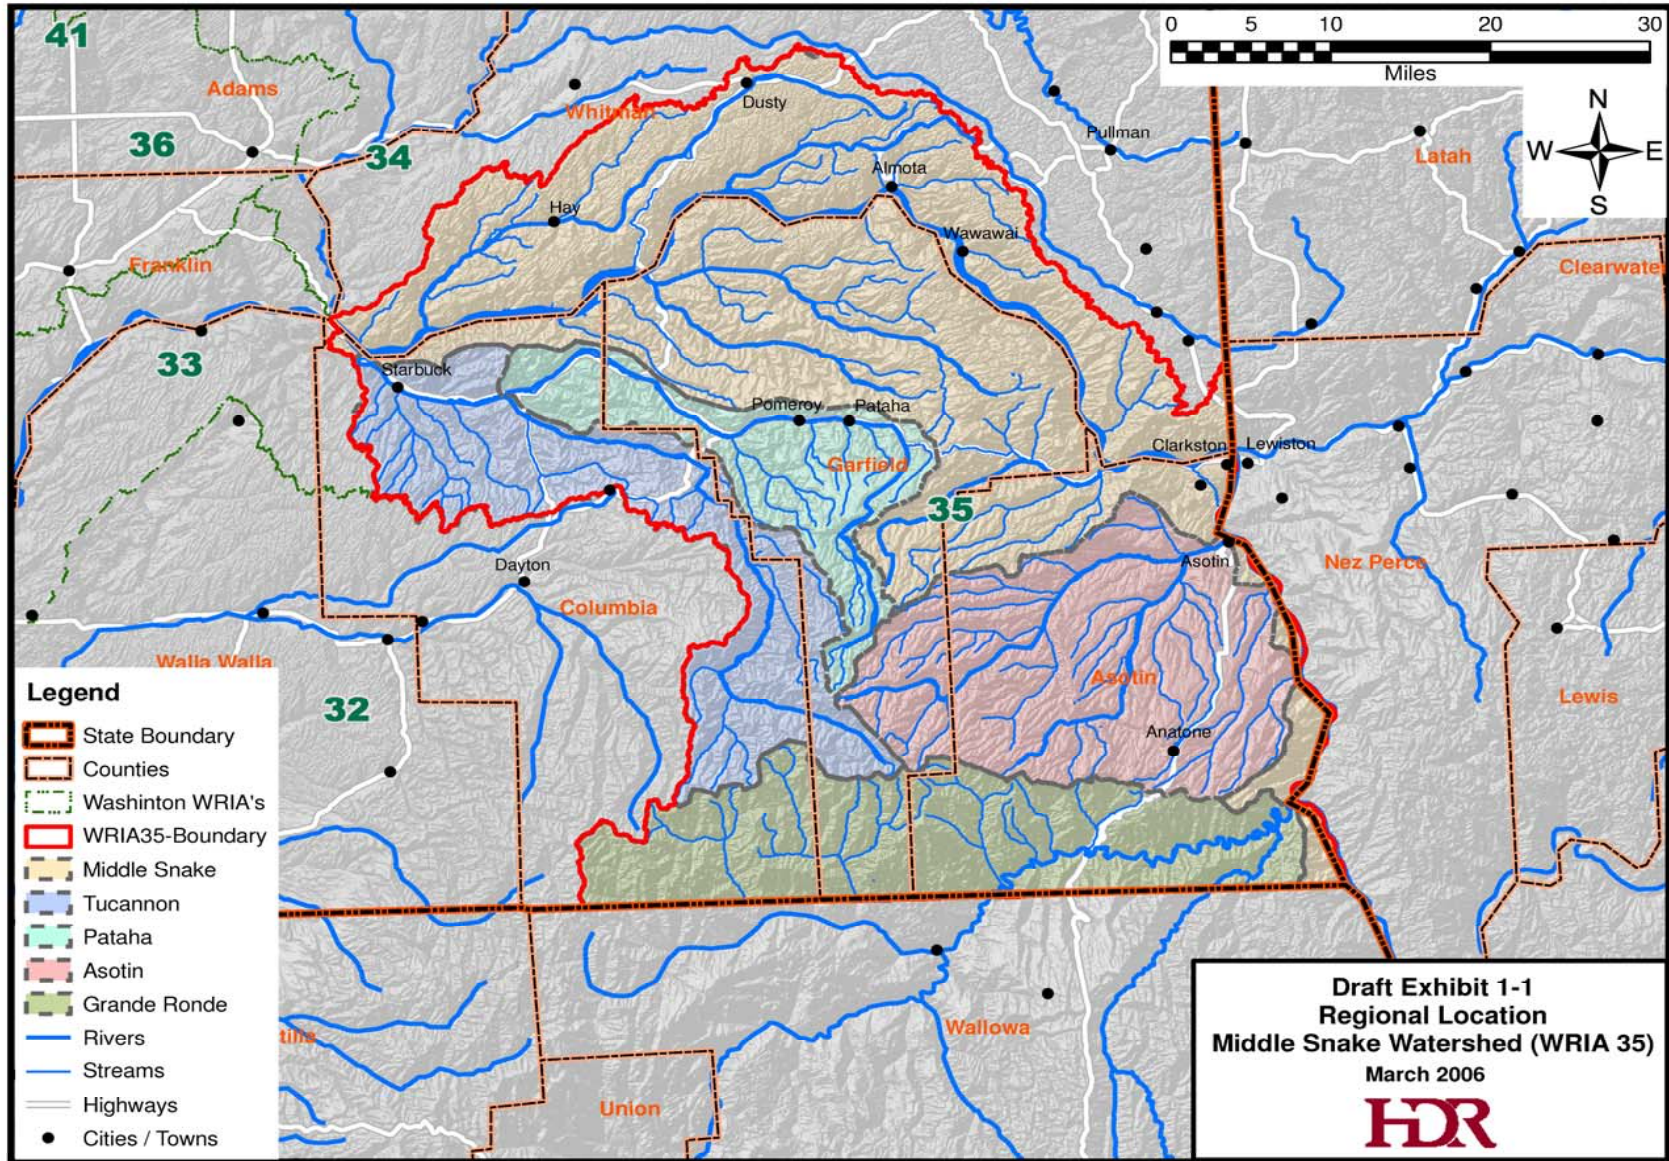 41
Adams
36
34
Whitman
Dusty
0 5 10 20 30
Miles
N
W E
S
Pullman
Latah
Almota
Hay
Wawawai
Franklin
Clearwater
33
Starbuck
Pomeroy
Pataha
Garfield
Clarkston
Lewiston
35
Asotin
Nez Perce
Dayton
Columbia
Walla Walla
32
Asotin
Anatone
Lewis
Legend
State Boundary
Counties
Washinton WRIA's
WRIA35-Boundary
Middle Snake
Tucannon
Pataha
Asotin
Grande Ronde
Rivers
Streams
Highways
Cities / Towns
tilla
Union
Wallowa
Draft Exhibit 1-1
Regional Location
Middle Snake Watershed (WRIA 35)
March 2006
HDR